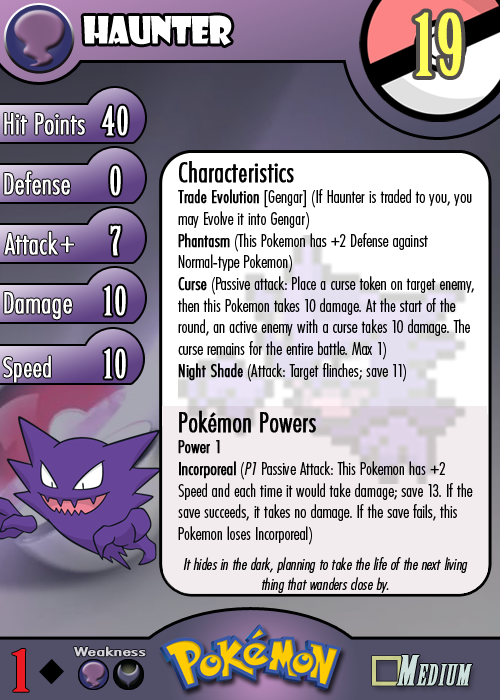 HAUNTER
19
Hit Points 40
Defense 0
Attack+ 7
Damage 10
Speed 10
Characteristics
Trade Evolution [Gengar] (If Haunter is traded to you, you
may Evolve it into Gengar)
Phantasm (This Pokemon has +2 Defense against
Normal-type Pokemon)
Curse (Passive attack: Place a curse token on target enemy,
then this Pokemon takes 10 damage. At the start of the
round, an active enemy with a curse takes 10 damage. The
curse remains for the entire battle. Max 1)
Night Shade (Attack: Target flinches; save 11)
Pokémon Powers
Power 1
Incorporeal (P1 Passive Attack: This Pokemon has +2
Speed and each time it would take damage; save 13. If the
save succeeds, it takes no damage. If the save fails, this
Pokemon loses Incorporeal)
It hides in the dark, planning to take the life of the next living
thing that wanders close by.
1
Weakness
POKéMON
MEDIUM